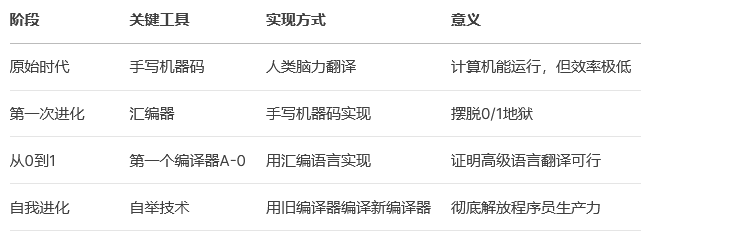 阶段 关键工具 实现方式 意义
原始时代 手写机器码 人类脑力翻译 计算机能运行，但效率极低
第一次进化 汇编器 手写机器码实现 摆脱0/1地狱
从0到1 第一个编译器A-0 用汇编语言实现 证明高级语言翻译可行
自我进化 自举技术 用旧编译器编译新编译器 彻底解放程序员生产力